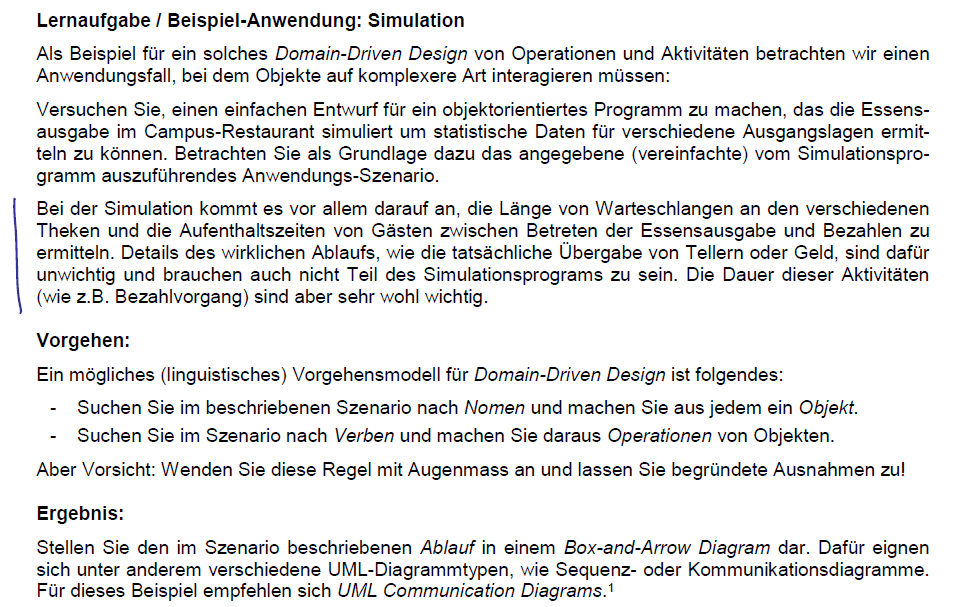 Lernaufgabe / Beispiel-Anwendung: Simulation
Als Beispiel für ein solches Domain-Driven Design von Operationen und Aktivitäten betrachten wir einen
Anwendungsfall, bei dem Objekte auf komplexere Art interagieren müssen:
Versuchen Sie, einen einfachen Entwurf für ein objektorientiertes Programm zu machen, das die Essens-
ausgabe im Campus-Restaurant simuliert um statistische Daten für verschiedene Ausgangslagen ermit-
teln zu können. Betrachten Sie als Grundlage dazu das angegebene (vereinfachte) vom Simulationspro-
gramm auszuführendes Anwendungs-Szenario.
Bei der Simulation kommt es vor allem darauf an, die Länge von Warteschlangen an den verschiedenen
Theken und die Aufenthaltszeiten von Gästen zwischen Betreten der Essensausgabe und Bezahlen zu
ermitteln. Details des wirklichen Ablaufs, wie die tatsächliche Übergabe von Tellern oder Geld, sind dafür
unwichtig und brauchen auch nicht Teil des Simulationsprograms zu sein. Die Dauer dieser Aktivitäten
(wie z.B. Bezahlvorgang) sind aber sehr wohl wichtig.
Vorgehen:
Ein mögliches (linguistisches) Vorgehensmodell für Domain-Driven Design ist folgendes:
- Suchen Sie im beschriebenen Szenario nach Nomen und machen Sie aus jedem ein Objekt.
- Suchen Sie im Szenario nach Verben und machen Sie daraus Operationen von Objekten.
Aber Vorsicht: Wenden Sie diese Regel mit Augenmass an und lassen Sie begründete Ausnahmen zu!
Ergebnis:
Stellen Sie den im Szenario beschriebenen Ablauf in einem Box-and-Arrow Diagram dar. Dafür eignen
sich unter anderem verschiedene UML-Diagrammtypen, wie Sequenz- oder Kommunikationsdiagramme.
Für dieses Beispiel empfehlen sich UML Communication Diagrams.¹